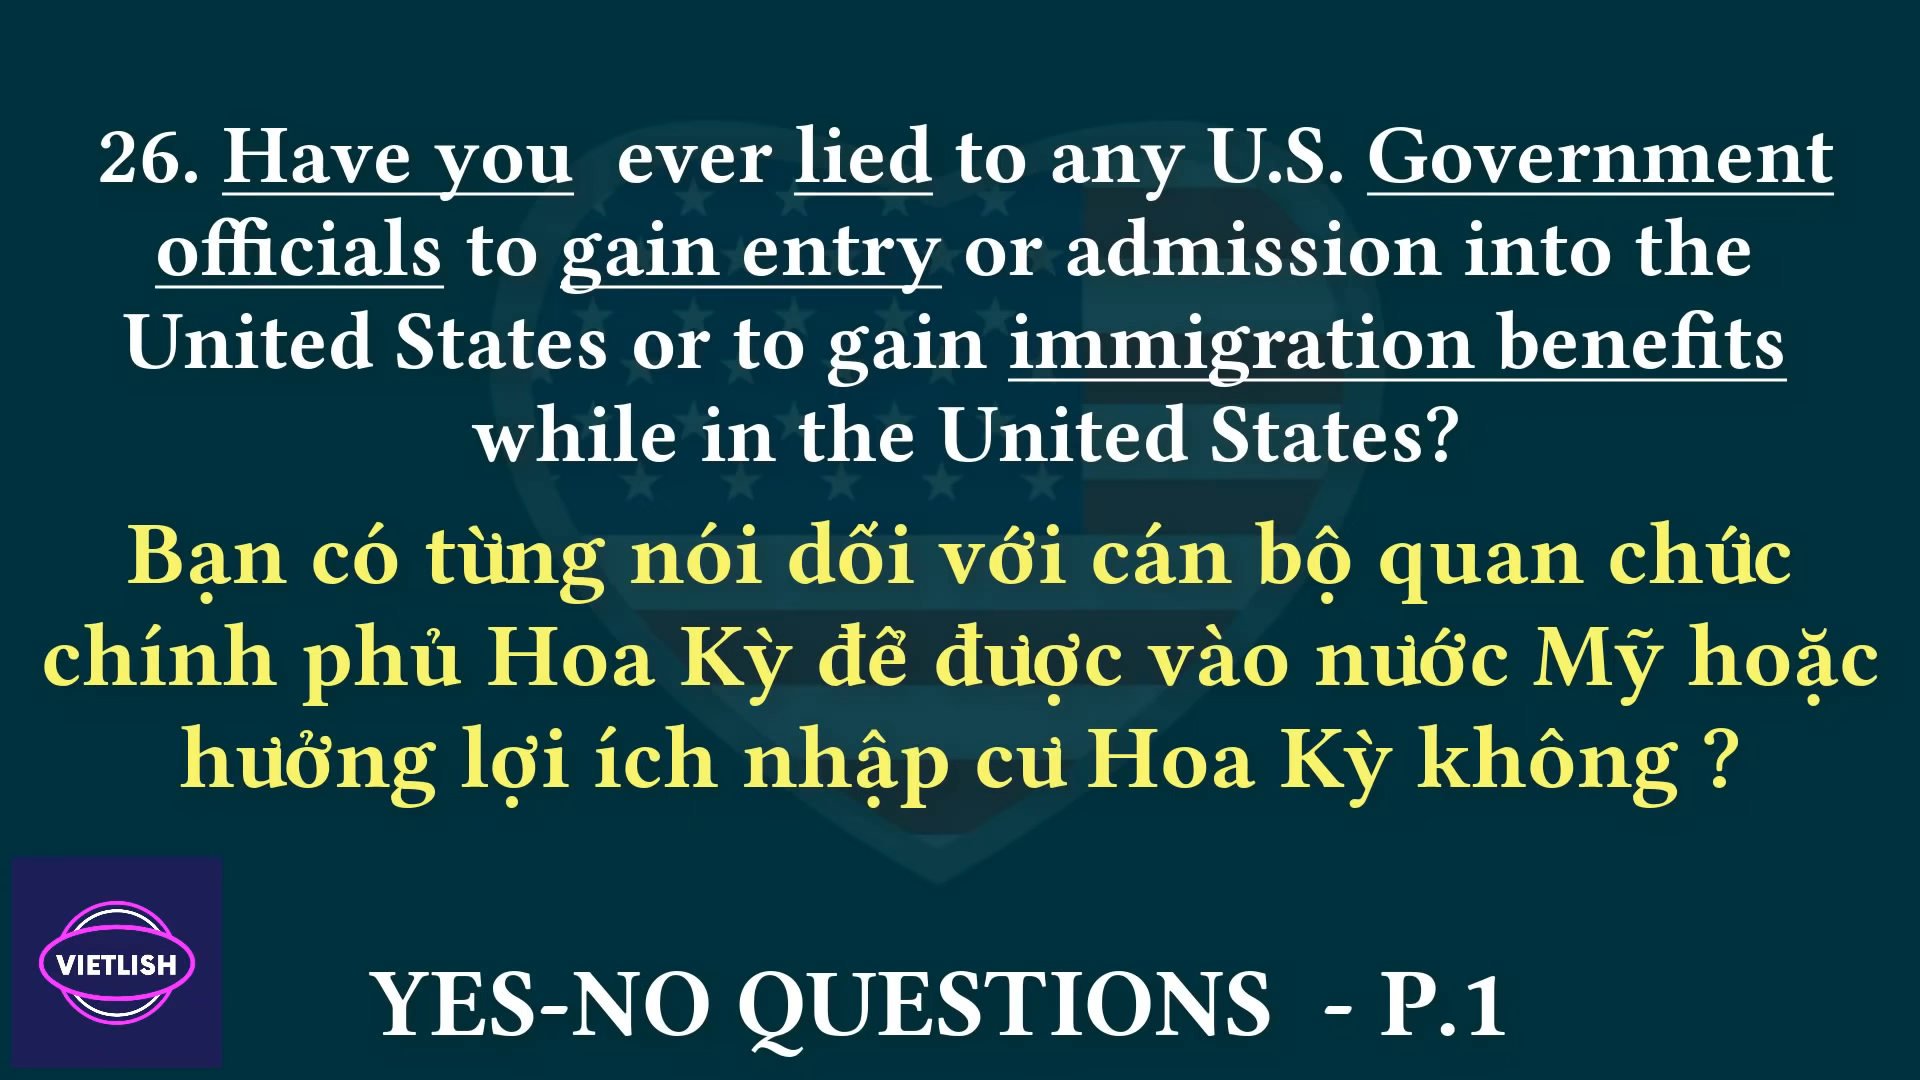 26. Have you ever lied to any U.S. Government
officials to gain entry or admission into the
United States or to gain immigration benefits
while in the United States?
Bạn có từng nói dối với cán bộ quan chức
chính phủ Hoa Kỳ để được vào nước Mỹ hoặc
hưởng lợi ích nhập cư Hoa Kỳ không ?
VIETLISH
YES-NO QUESTIONS - P.1